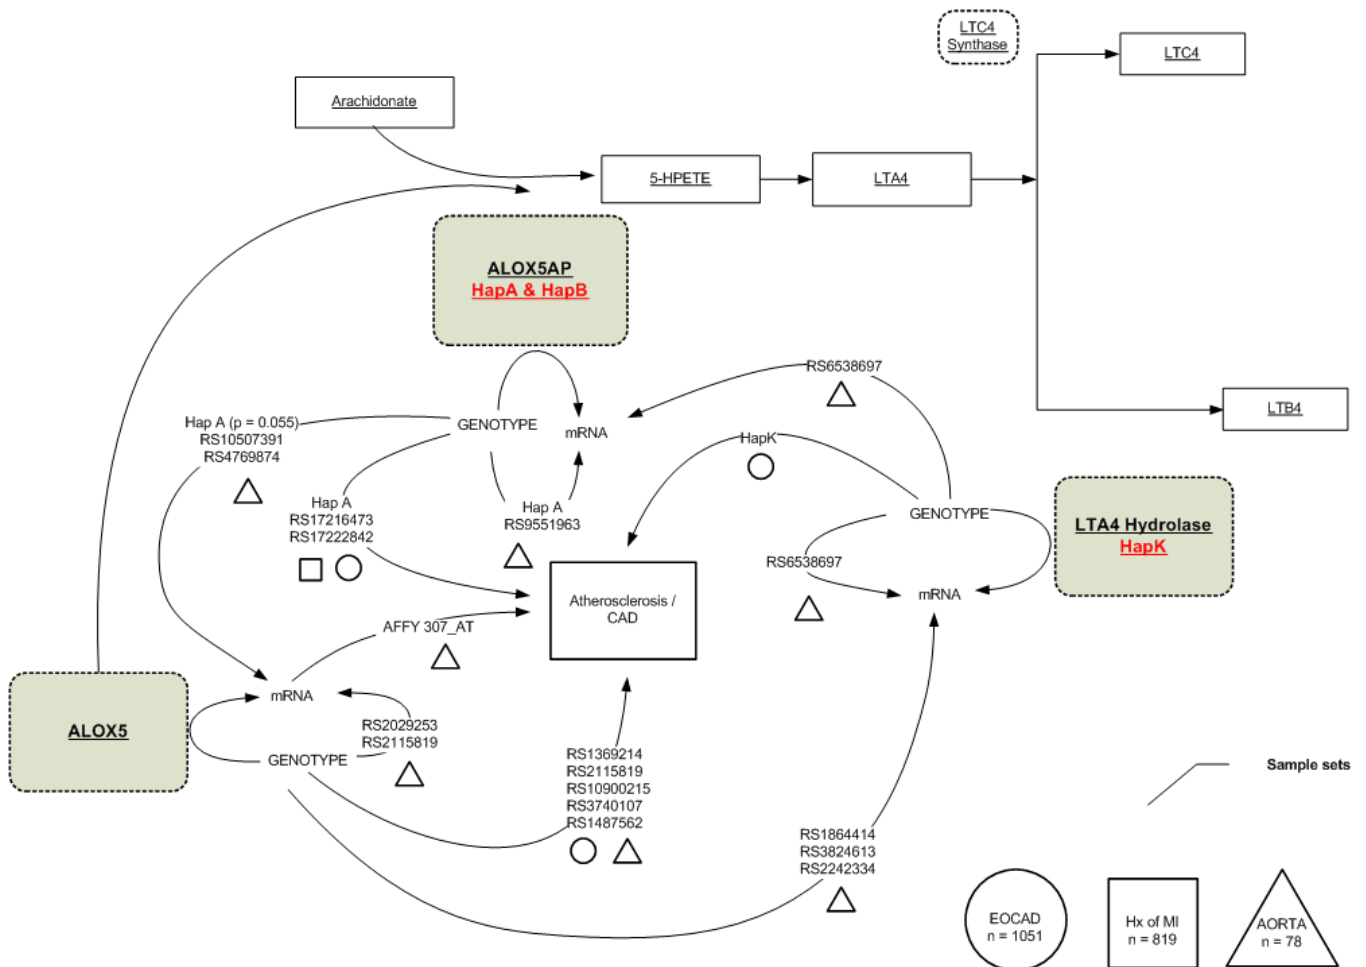 LTC4
Synthase
LTC4
Arachidonate
5-HPETE
LTA4
ALOX5AP
HapA & HapB
RS6538697
LTB4
Hap A (p = 0.055)
RS10507391
RS4769874
GENOTYPE
mRNA
HapK
Hap A
RS17216473
RS17222842
Hap A
RS9551963
GENOTYPE
LTA4 Hydrolase
HapK
RS6538697
mRNA
Atherosclerosis /
CAD
AFFY 307_AT
mRNA
ALOX5
RS2029253
RS2115819
GENOTYPE
RS1369214
RS2115819
RS10900215
RS3740107
RS1487562
Sample sets
RS1864414
RS3824613
RS2242334
EOCAD
n = 1051
Hx of MI
n = 819
AORTA
n = 78